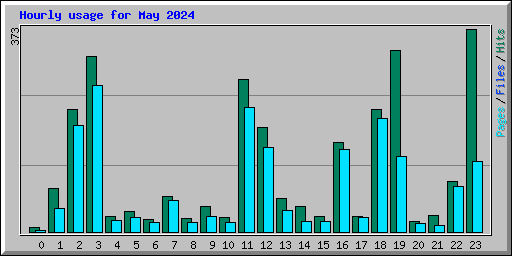 Hourly usage for May 2024
373
Pages/Files/Hits
0 1 2 3 4 5 6 7 8 9 10 11 12 13 14 15 16 17 18 19 20 21 22 23